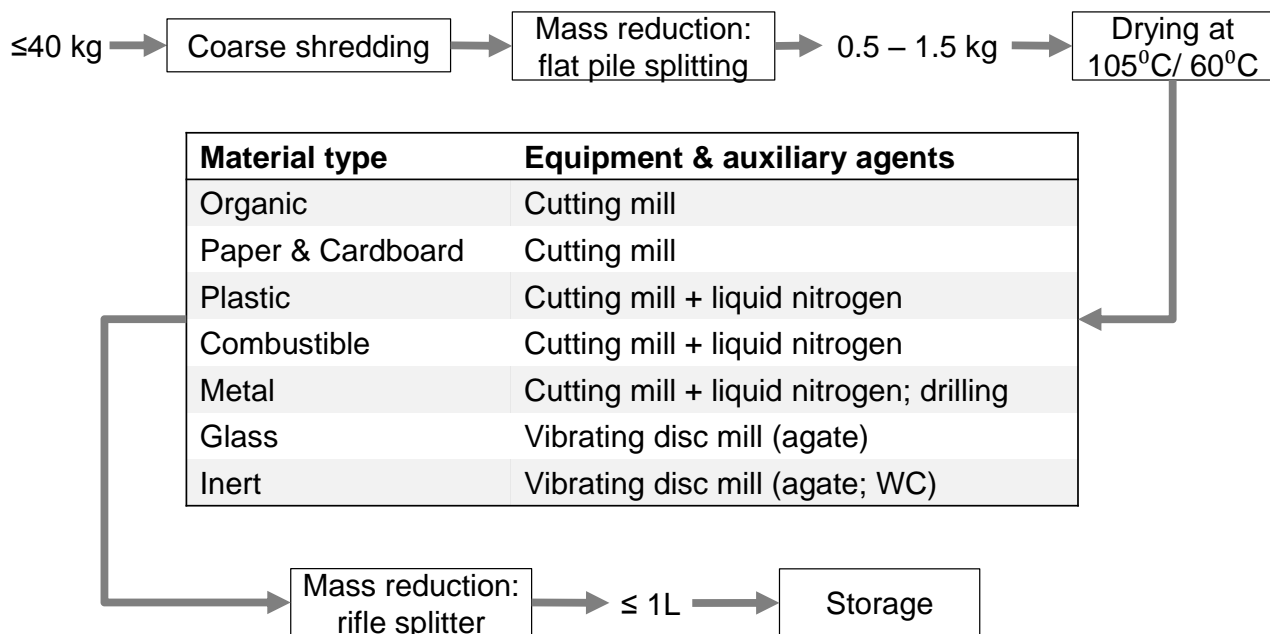 ≤40 kg
Coarse shredding
Mass reduction:
flat pile splitting
0.5 – 1.5 kg
Drying at
105⁰C/ 60⁰C
Material type Equipment & auxiliary agents
Organic Cutting mill
Paper & Cardboard Cutting mill
Plastic Cutting mill + liquid nitrogen
Combustible Cutting mill + liquid nitrogen
Metal Cutting mill + liquid nitrogen; drilling
Glass Vibrating disc mill (agate)
Inert Vibrating disc mill (agate; WC)
Mass reduction:
rifle splitter
≤ 1L
Storage